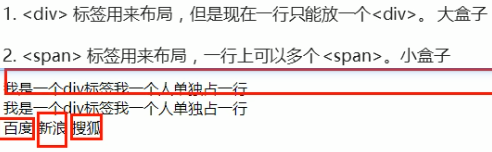 1. <div> 标签用来布局，但是现在一行只能放一个<div>。 大盒子
2. <span> 标签用来布局，一行上可以多个 <span>。小盒子
我是一个div标签我一个人单独占一行
我是一个div标签我一个人单独占一行
百度 新浪 搜狐